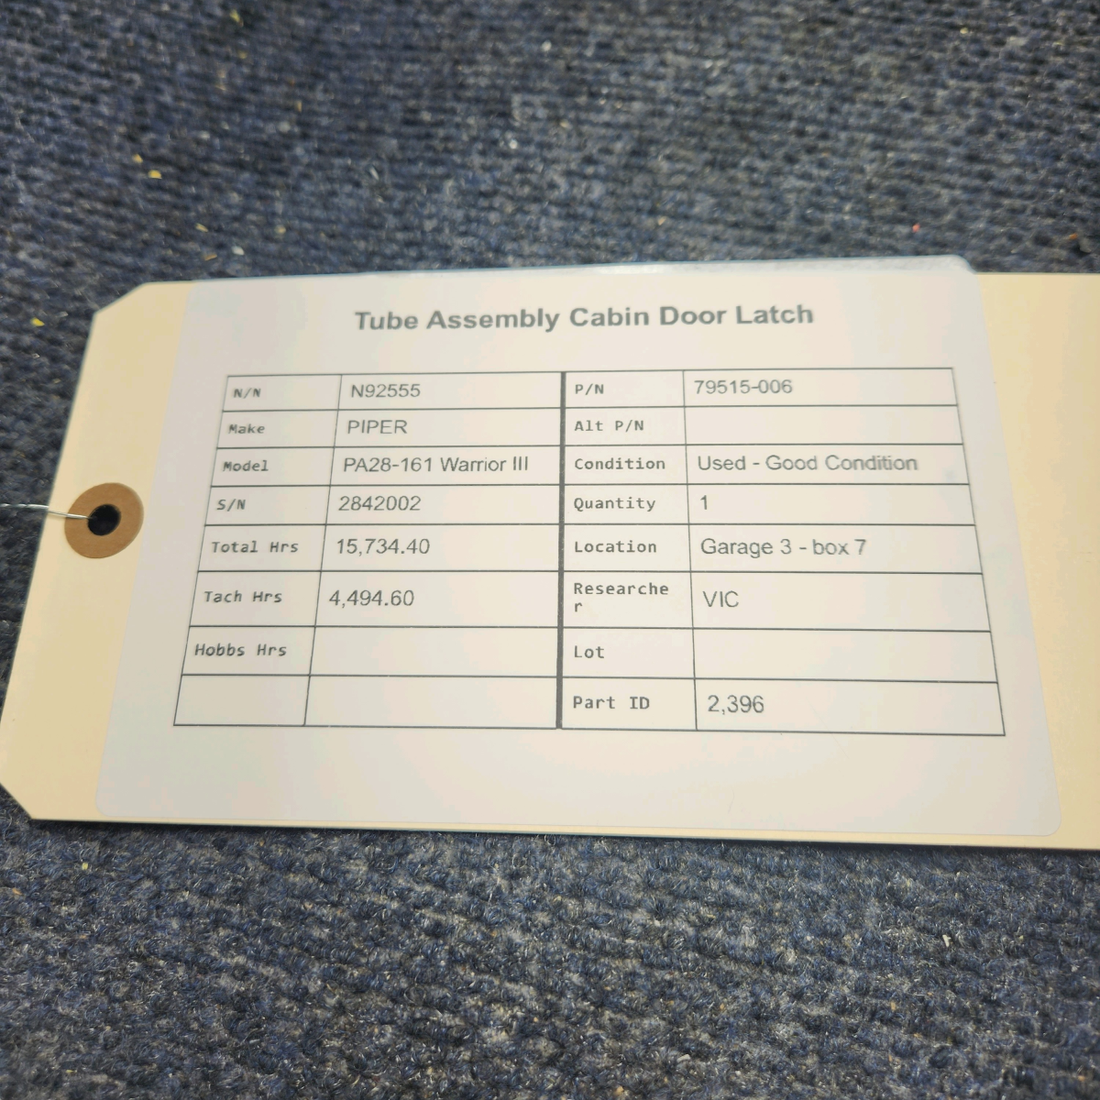 Tube Assembly Cabin Door Latch
N/N N92555 P/N 79515-006
Make PIPER Alt P/N
Model PA28-161 Warrior III Condition Used - Good Condition
S/N 2842002 Quantity 1
Total Hrs 15,734.40 Location Garage 3 - box 7
Tach Hrs 4,494.60 Researche
r VIC
Hobbs Hrs Lot
Part ID 2,396